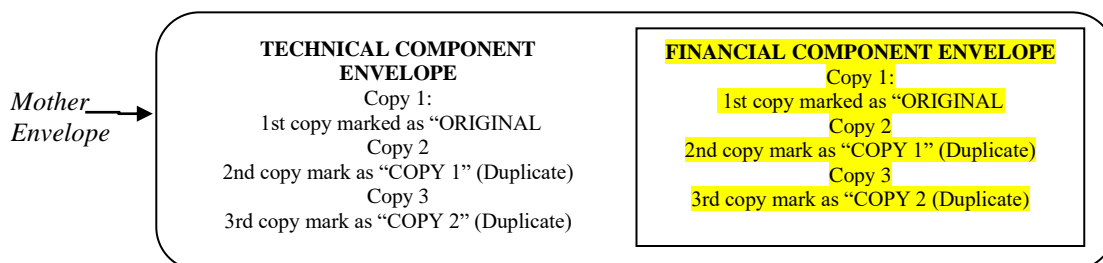 Mother
Envelope
TECHNICAL COMPONENT
ENVELOPE
Copy 1:
1st copy marked as “ORIGINAL
Copy 2
2nd copy mark as “COPY 1” (Duplicate)
Copy 3
3rd copy mark as “COPY 2” (Duplicate)
FINANCIAL COMPONENT ENVELOPE
Copy 1:
1st copy marked as “ORIGINAL
Copy 2
2nd copy mark as “COPY 1” (Duplicate)
Copy 3
3rd copy mark as “COPY 2 (Duplicate)